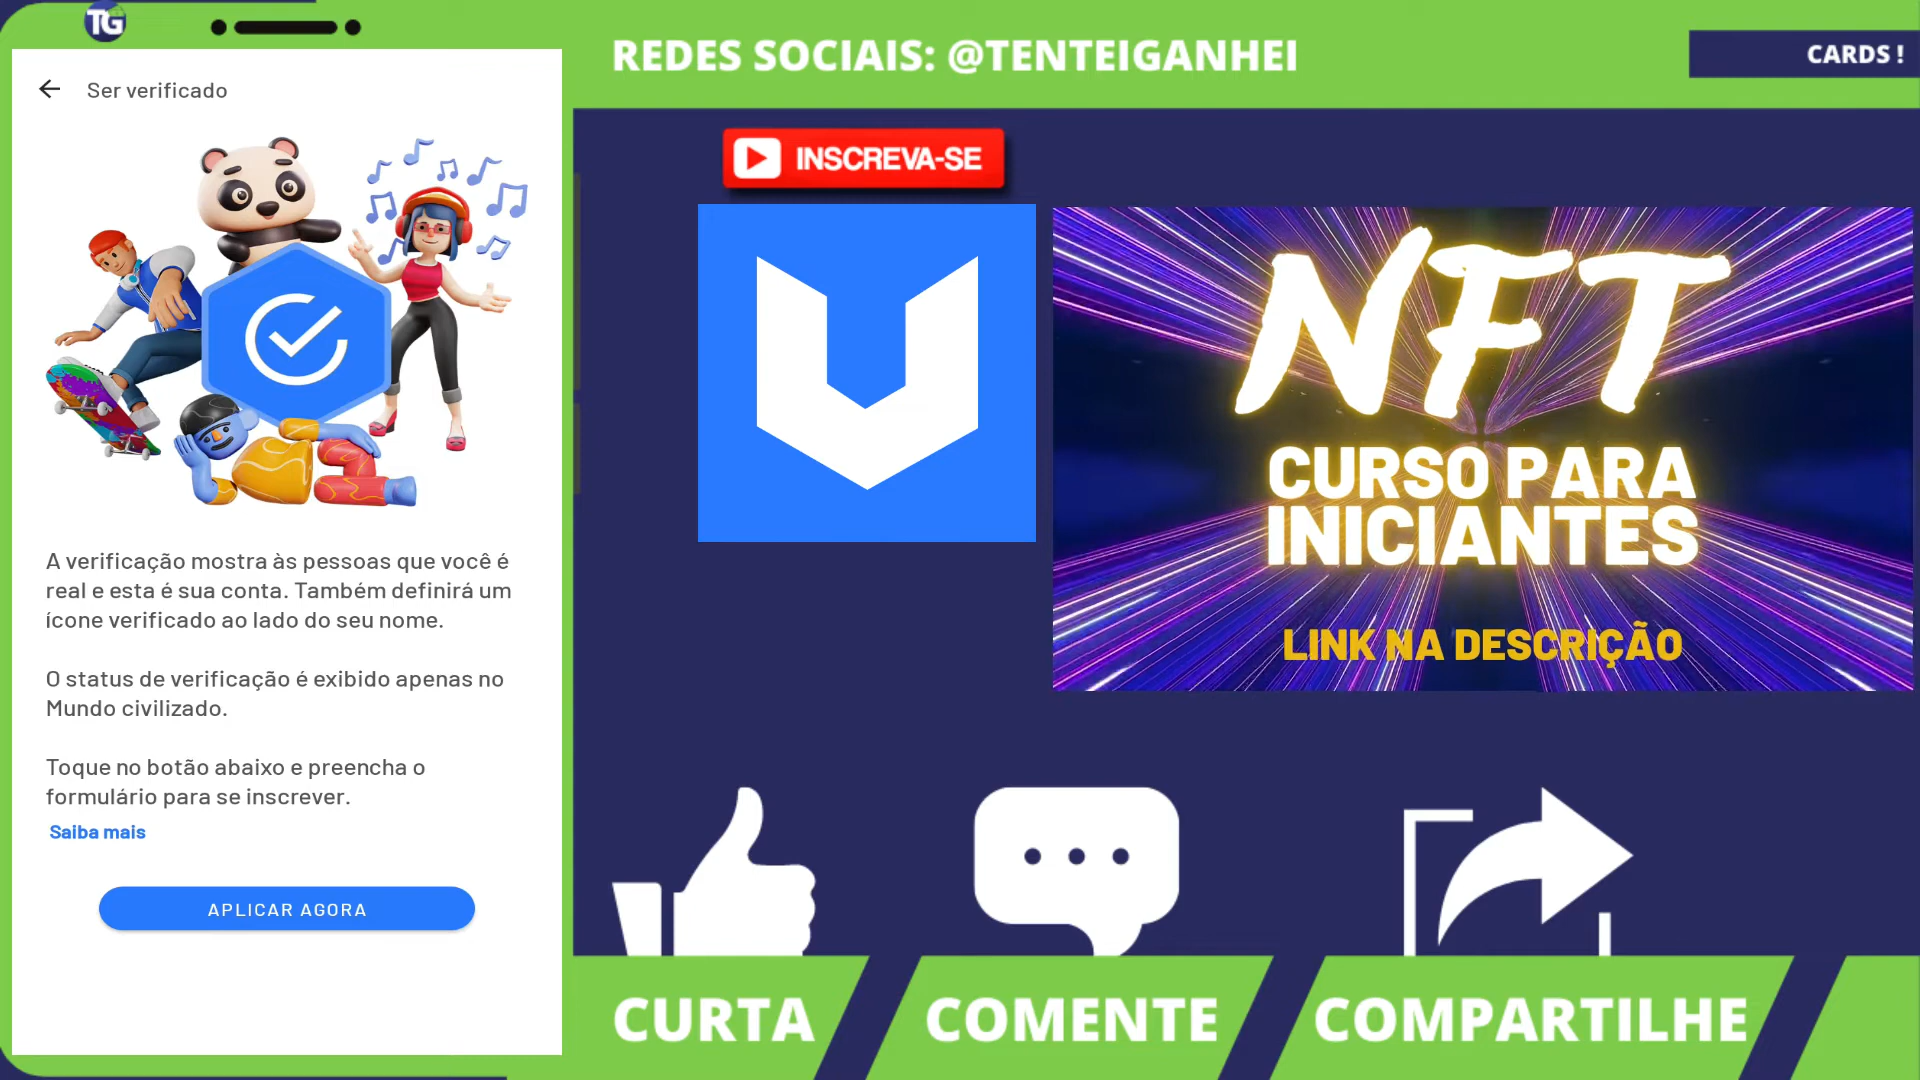 TG
REDES SOCIAIS: @TENTEIGANHEI
CARDS !
Ser verificado
INSCREVA-SE
NFT
CURSO PARA
INICIANTES
LINK NA DESCRIÇÃO
A verificação mostra às pessoas que você é
real e esta é sua conta. Também definirá um
ícone verificado ao lado do seu nome.
O status de verificação é exibido apenas no
Mundo civilizado.
Toque no botão abaixo e preencha o
formulário para se inscrever.
Saiba mais
APLICAR AGORA
CURTA
COMENTE
COMPARTILHE